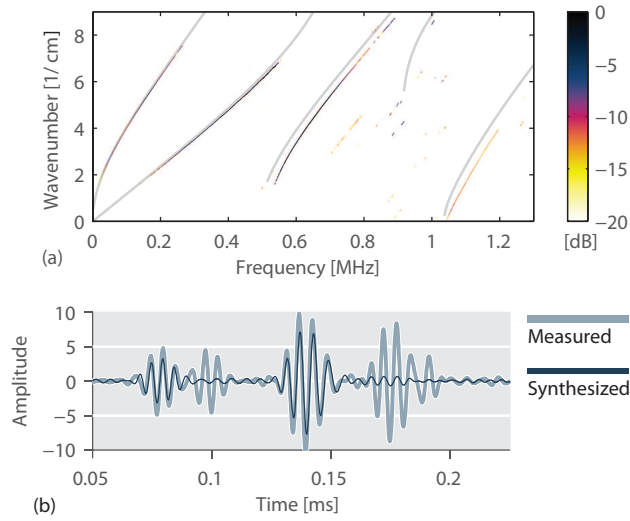 8
6
4
2
0
Wavenumber [1/ cm]
0 0.2 0.4 0.6 0.8 1 1.2
Frequency [MHz]
(a)
0
−5
−10
−15
−20
[dB]
10
5
0
−5
−10
Amplitude
0.05 0.1 0.15 0.2
Time [ms]
(b)
Measured
Synthesized